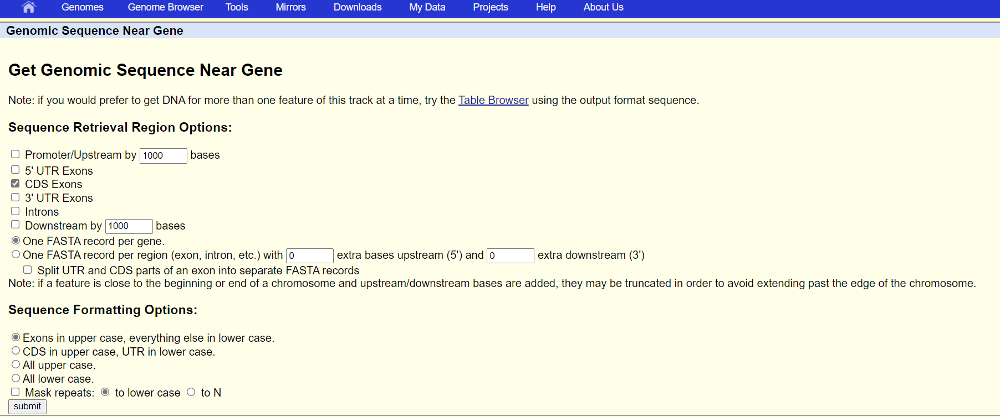 Genomes Genome Browser Tools Mirrors Downloads My Data Projects Help About Us
Genomic Sequence Near Gene
Get Genomic Sequence Near Gene
Note: if you would prefer to get DNA for more than one feature of this track at a time, try the Table Browser using the output format sequence.
Sequence Retrieval Region Options:
Promoter/Upstream by 1000 bases
5' UTR Exons
CDS Exons
3' UTR Exons
Introns
Downstream by 1000 bases
One FASTA record per gene.
One FASTA record per region (exon, intron, etc.) with 0 extra bases upstream (5') and 0 extra downstream (3')
Split UTR and CDS parts of an exon into separate FASTA records
Note: if a feature is close to the beginning or end of a chromosome and upstream/downstream bases are added, they may be truncated in order to avoid extending past the edge of the chromosome.
Sequence Formatting Options:
Exons in upper case, everything else in lower case.
CDS in upper case, UTR in lower case.
All upper case.
All lower case.
Mask repeats: to lower case to N
submit